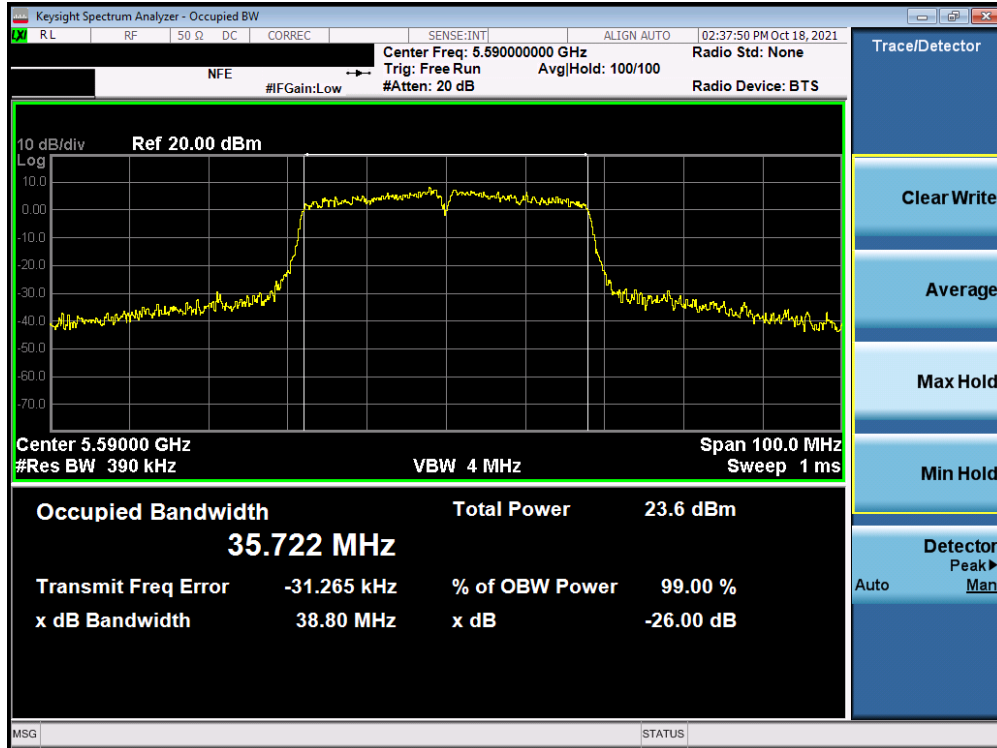 Keysight Spectrum Analyzer - Occupied BW
LXI RL RF 50 Ω DC CORREC SENSE:INT ALIGN AUTO 02:37:50 PM Oct 18, 2021
Center Freq: 5.590000000 GHz Radio Std: None
NFE Trig: Free Run Avg|Hold: 100/100
#IFGain:Low #Atten: 20 dB Radio Device: BTS
10 dB/div Ref 20.00 dBm
Log
10.0
0.00
-10.0
-20.0
-30.0
-40.0
-50.0
-60.0
-70.0
Center 5.59000 GHz Span 100.0 MHz
#Res BW 390 kHz VBW 4 MHz Sweep 1 ms
Occupied Bandwidth Total Power 23.6 dBm
35.722 MHz
Transmit Freq Error -31.265 kHz % of OBW Power 99.00 %
x dB Bandwidth 38.80 MHz x dB -26.00 dB
MSG STATUS
Trace/Detector
Clear Write
Average
Max Hold
Min Hold
Detector
Peak▶
Auto Man